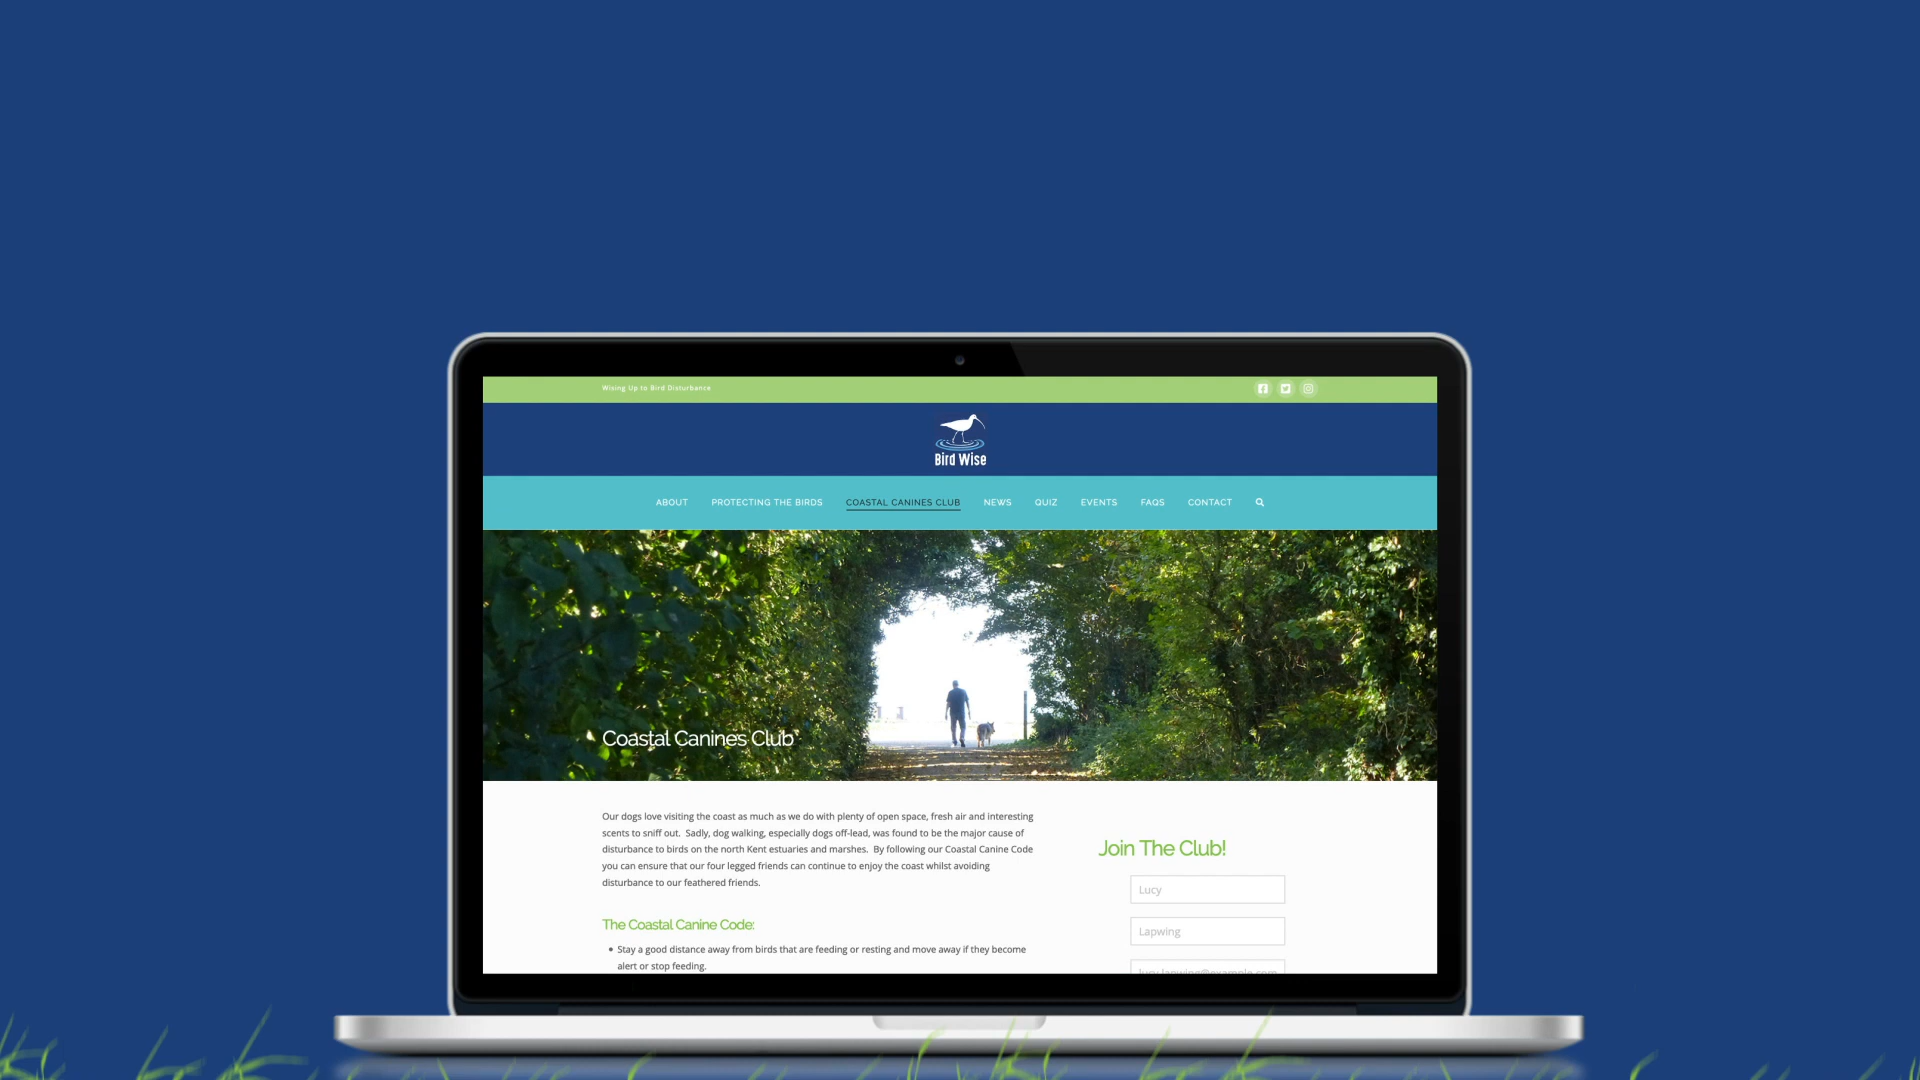 Wising Up to Bird Disturbance
Bird Wise
ABOUT PROTECTING THE BIRDS COASTAL CANINES CLUB NEWS QUIZ EVENTS FAQS CONTACT
Coastal Canines Club
Our dogs love visiting the coast as much as we do with plenty of open space, fresh air and interesting
scents to sniff out. Sadly, dog walking, especially dogs off-lead, was found to be the major cause of
disturbance to birds on the north Kent estuaries and marshes. By following our Coastal Canine Code
you can ensure that our four legged friends can continue to enjoy the coast whilst avoiding
disturbance to our feathered friends.
The Coastal Canine Code:
• Stay a good distance away from birds that are feeding or resting and move away if they become
alert or stop feeding.
Join The Club!
Lucy
Lapwing
lucy.lapwing@example.com